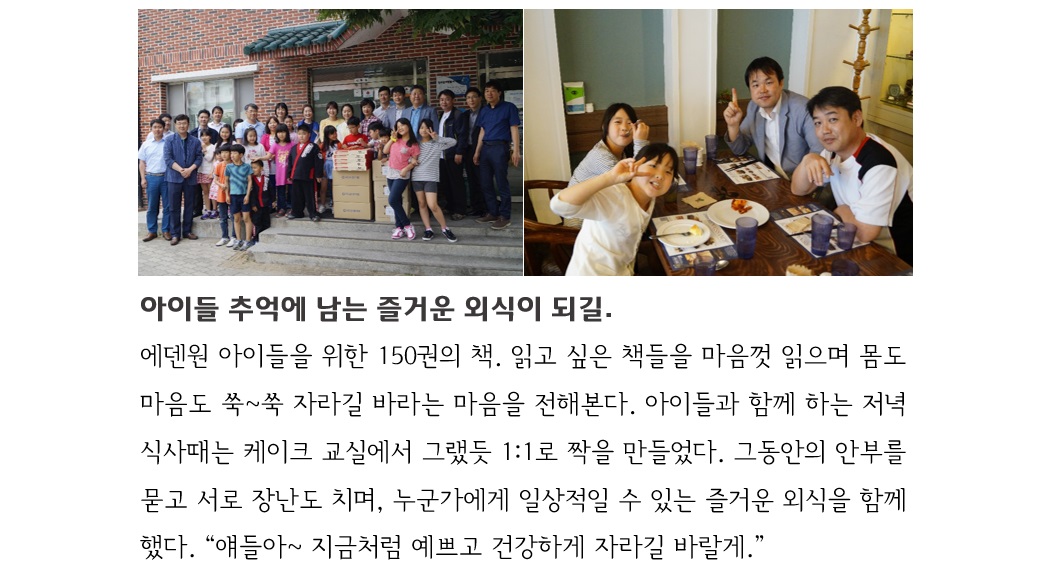 아이들 추억에 남는 즐거운 외식이 되길.
에덴원 아이들을 위한 150권의 책. 읽고 싶은 책들을 마음껏 읽으며 몸도
마음도 쑥~쑥 자라길 바라는 마음을 전해본다. 아이들과 함께 하는 저녁
식사때는 케이크 교실에서 그랬듯 1:1로 짝을 만들었다. 그동안의 안부를
묻고 서로 장난도 치며, 누군가에게 일상적일 수 있는 즐거운 외식을 함께
했다. “얘들아~ 지금처럼 예쁘고 건강하게 자라길 바랄게.”